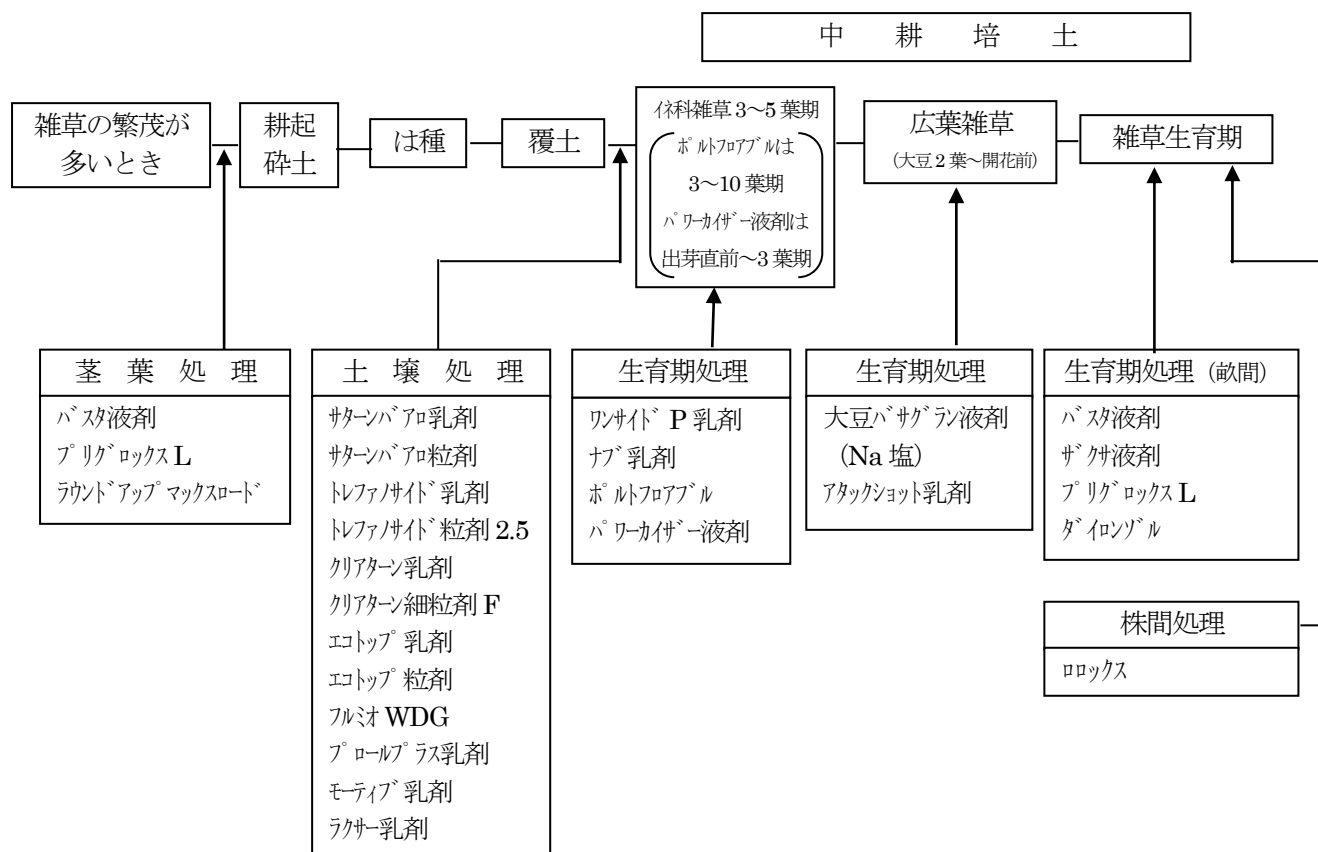 中耕培土
雑草の繁茂が
多いとき
耕起
砕土
は種
覆土
イネ科雑草 3～5 葉期
ポルトフロアブルは
3～10 葉期
パワーカイザー液剤は
出芽直前～3 葉期
広葉雑草
（大豆 2 葉～開花前）
雑草生育期
茎葉処理
バスタ液剤
プリグロックス L
ラウンドアップマックスロード
土壌処理
サターンバアロ乳剤
サターンバアロ粒剤
トレファノサイド乳剤
トレファノサイド粒剤 2.5
クリアターン乳剤
クリアターン細粒剤 F
エコトップ乳剤
エコトップ粒剤
フルミオ WDG
プロールプラス乳剤
モーティブ乳剤
ラクサー乳剤
生育期処理
ワンサイド P 乳剤
ナブ乳剤
ポルトフロアブル
パワーカイザー液剤
生育期処理
大豆バサグラン液剤
（Na 塩）
アタックショット乳剤
生育期処理（畝間）
バスタ液剤
ザクサ液剤
プリグロックス L
ダイロンゾル
株間処理
ロロックス